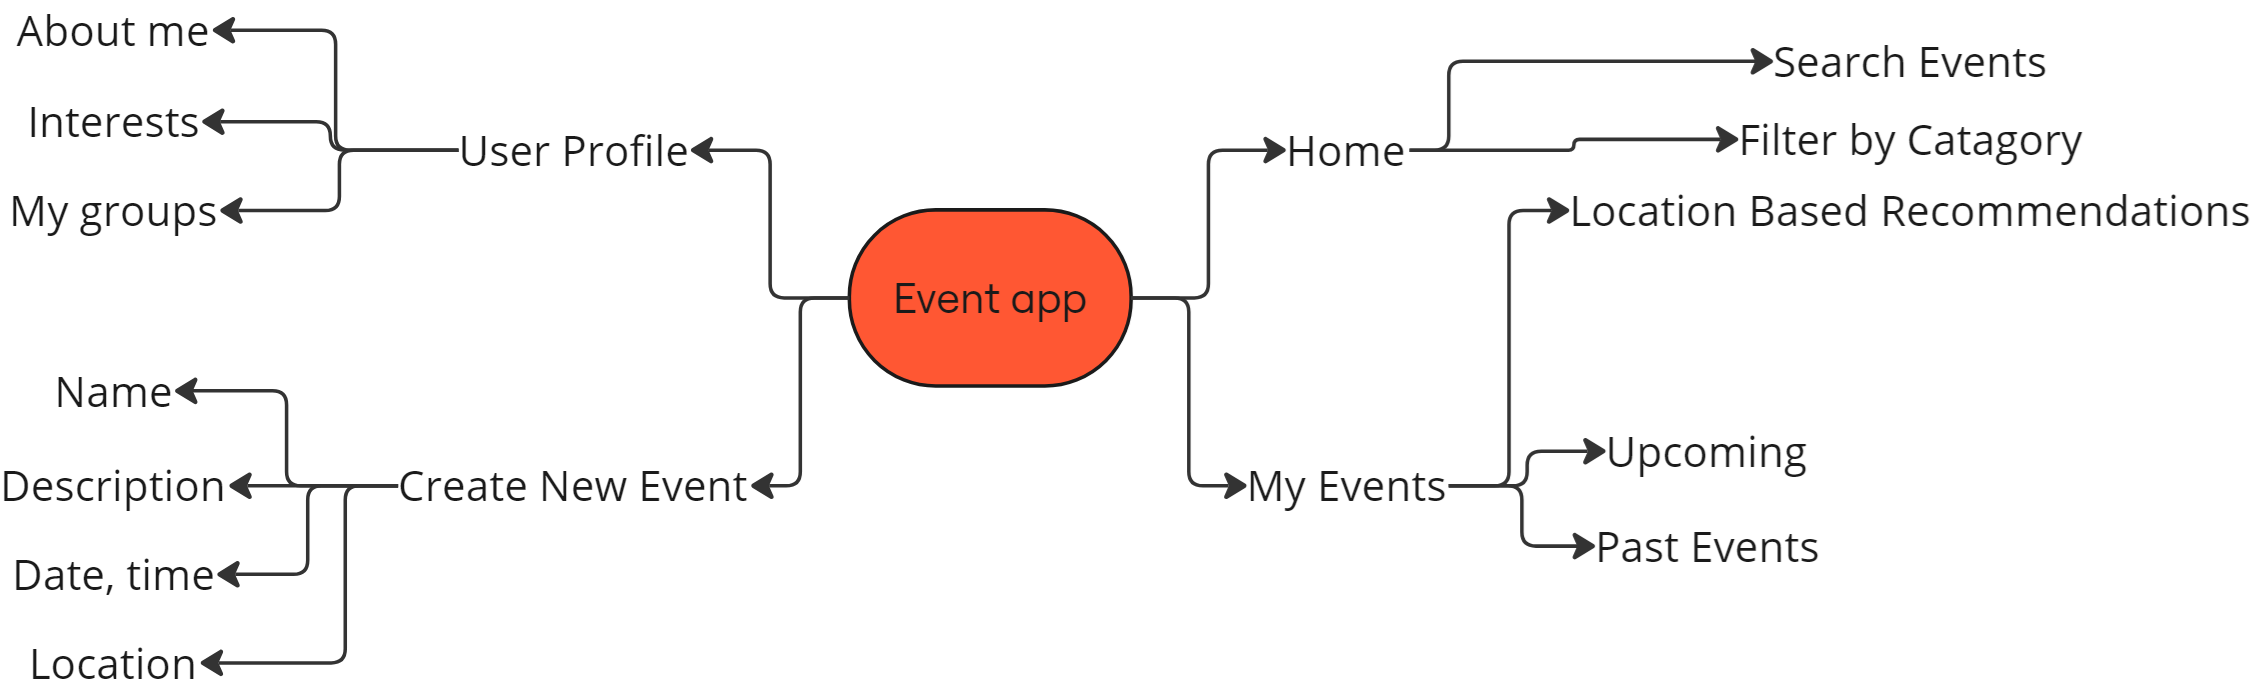 About me
Interests
My groups
User Profile
Name
Description
Date, time
Location
Create New Event
Event app
Home
Search Events
Filter by Catagory
Location Based Recommendations
My Events
Upcoming
Past Events